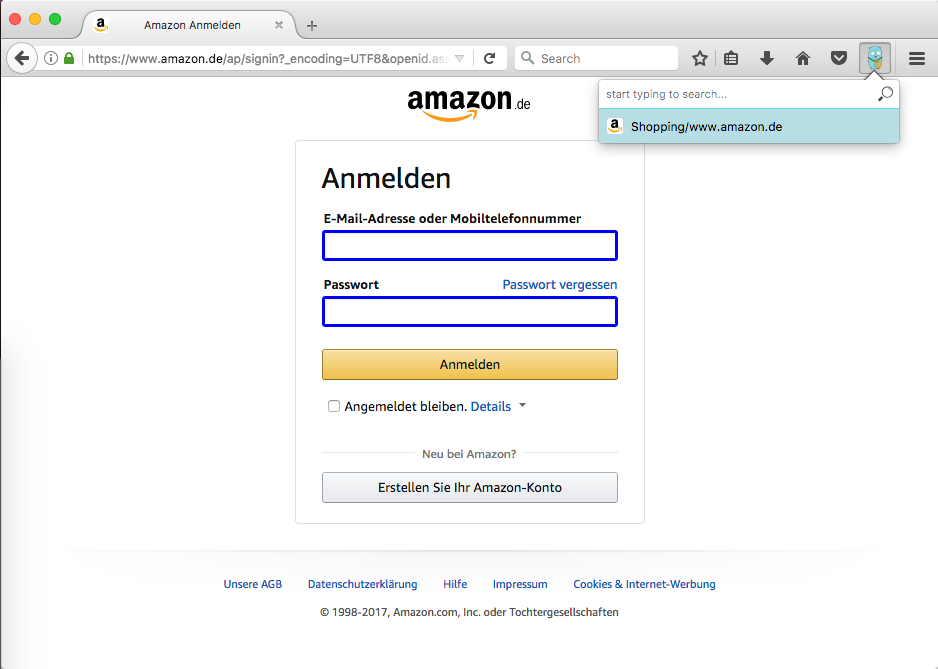 Amazon Anmelden
https://www.amazon.de/ap/signin?_encoding=UTF8&openid.ass
Search
start typing to search...
Shopping/www.amazon.de
amazon.de
Anmelden
E-Mail-Adresse oder Mobiltelefonnummer
Passwort Passwort vergessen
Anmelden
Angemeldet bleiben. Details
Neu bei Amazon?
Erstellen Sie Ihr Amazon-Konto
Unsere AGB Datenschutzerklärung Hilfe Impressum Cookies & Internet-Werbung
© 1998-2017, Amazon.com, Inc. oder Tochtergesellschaften